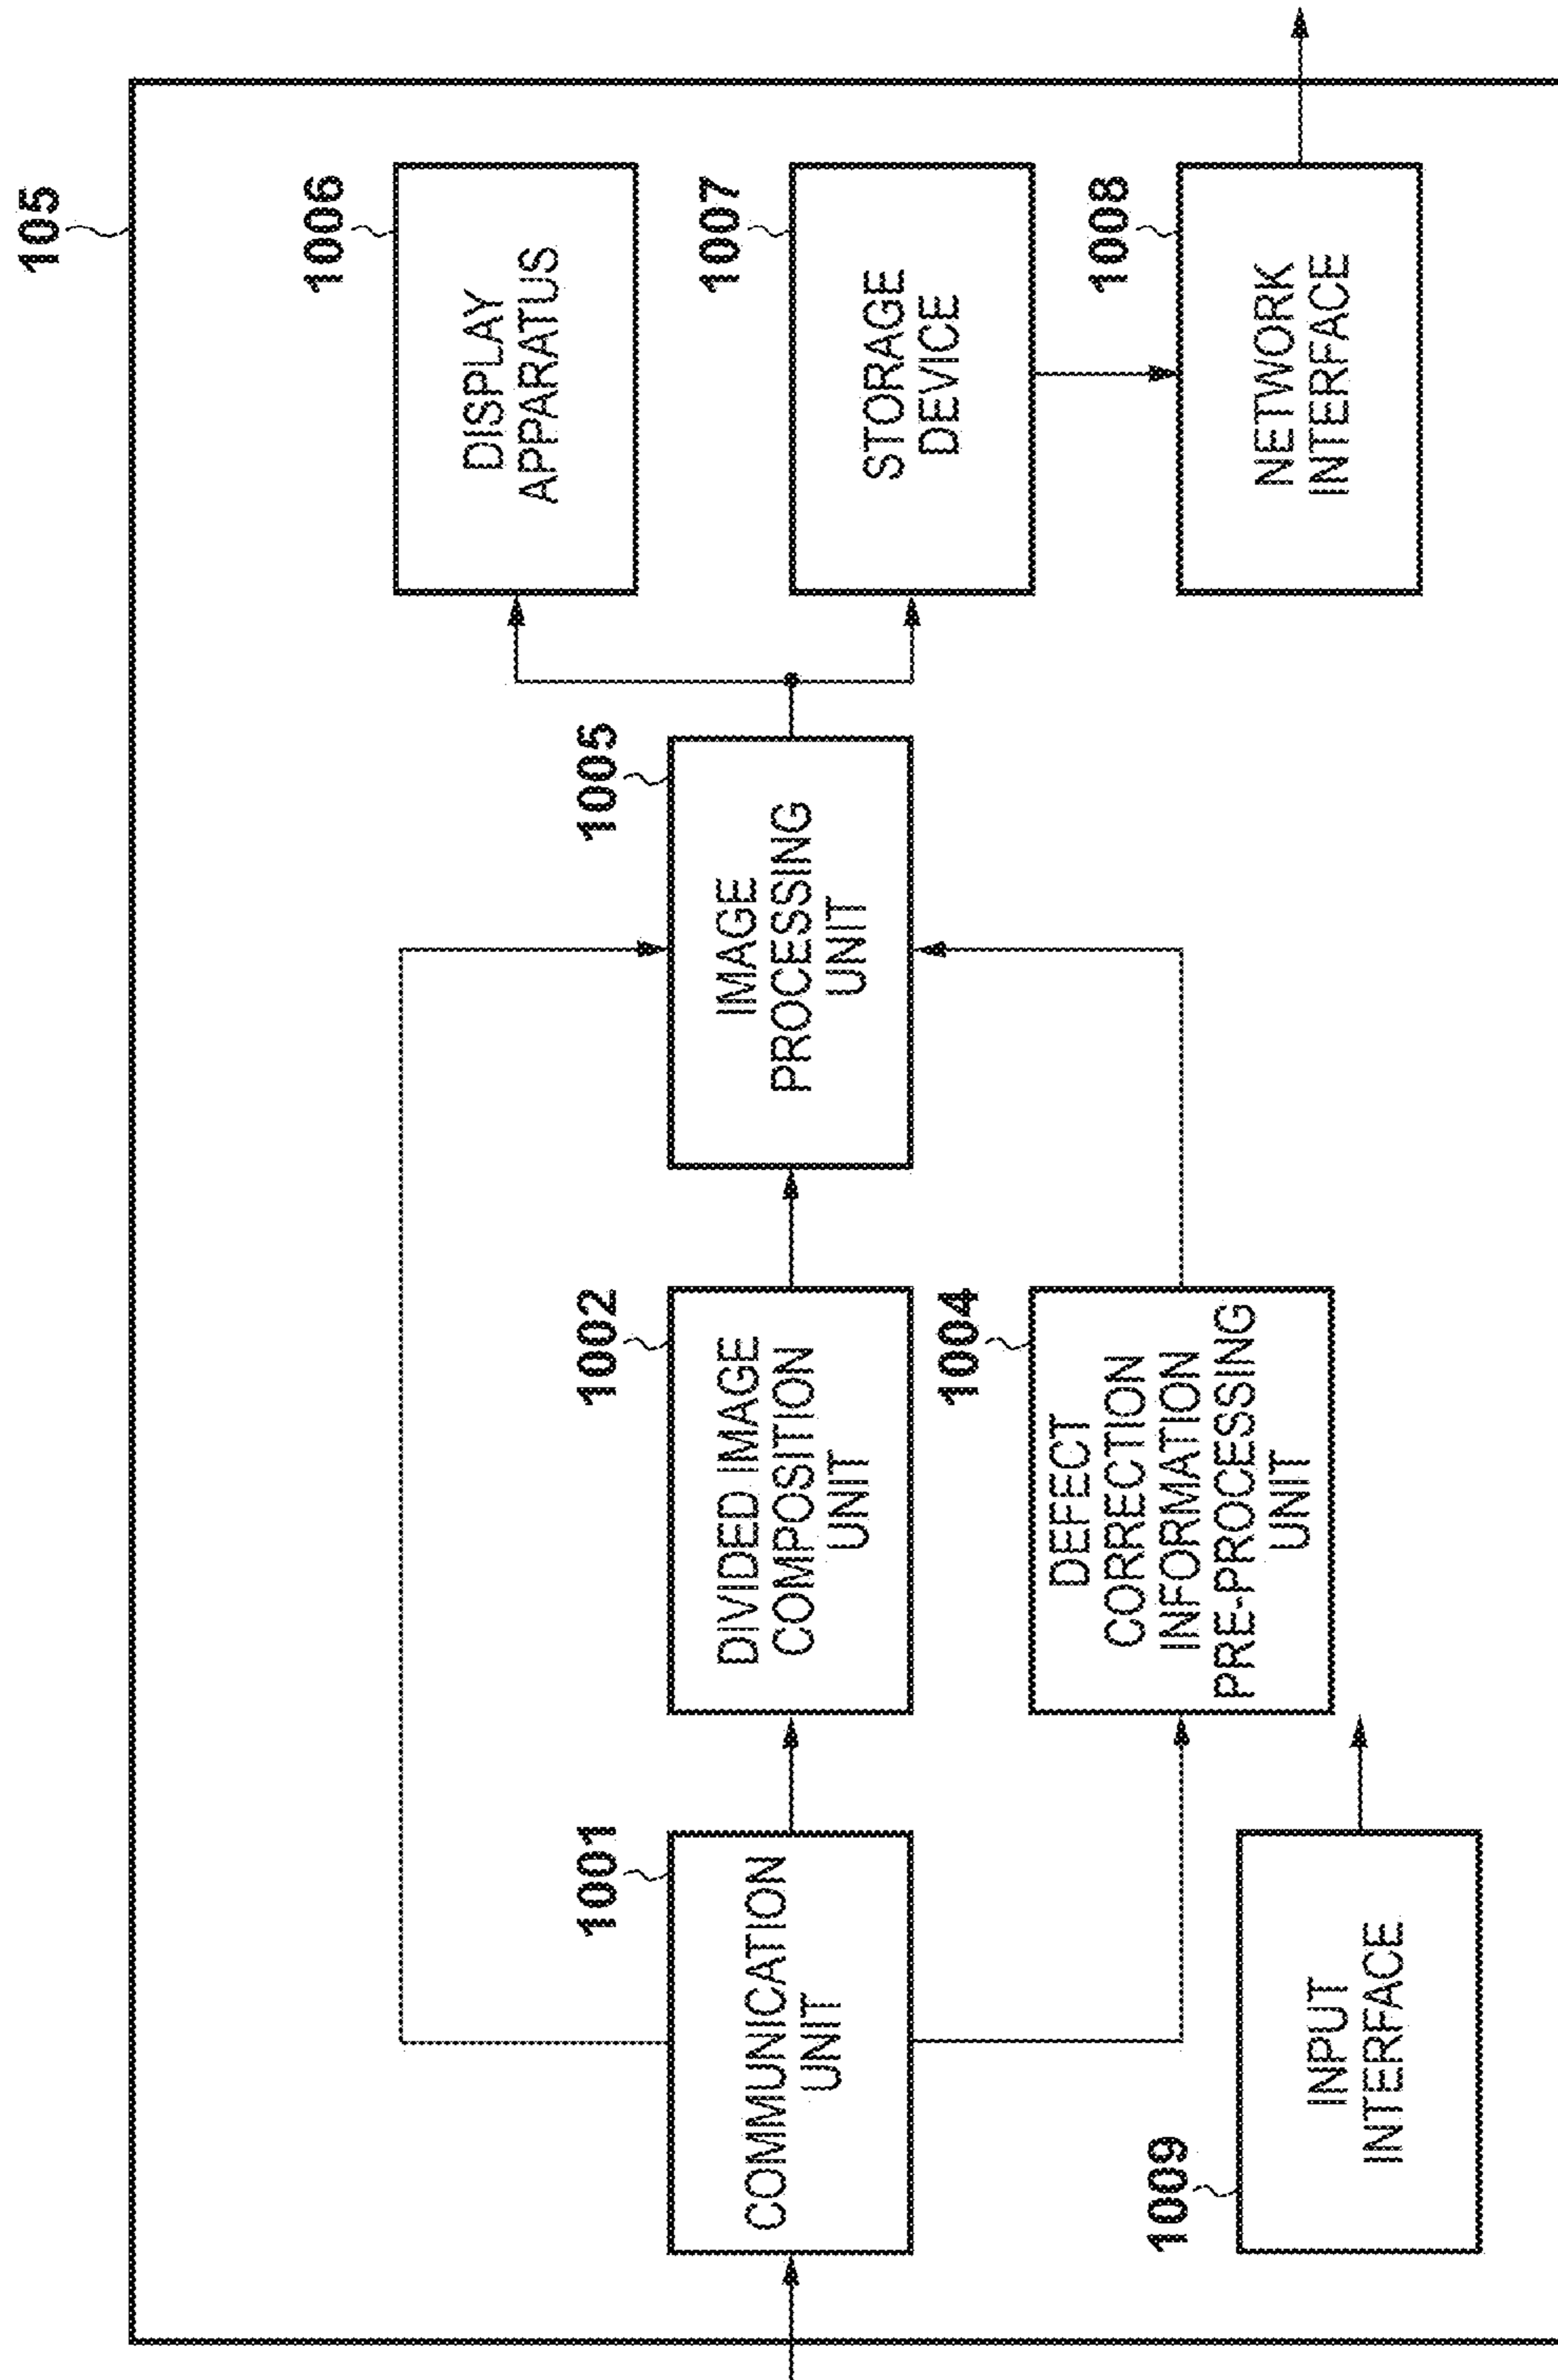 105
1001
COMMUNICATION
UNIT
1002
DIVIDED IMAGE
COMPOSITION
UNIT
1005
IMAGE
PROCESSING
UNIT
1006
DISPLAY
APPARATUS
1007
STORAGE
DEVICE
1004
DEFECT
CORRECTION
INFORMATION
PRE-PROCESSING
UNIT
1008
NETWORK
INTERFACE
1009
INPUT
INTERFACE